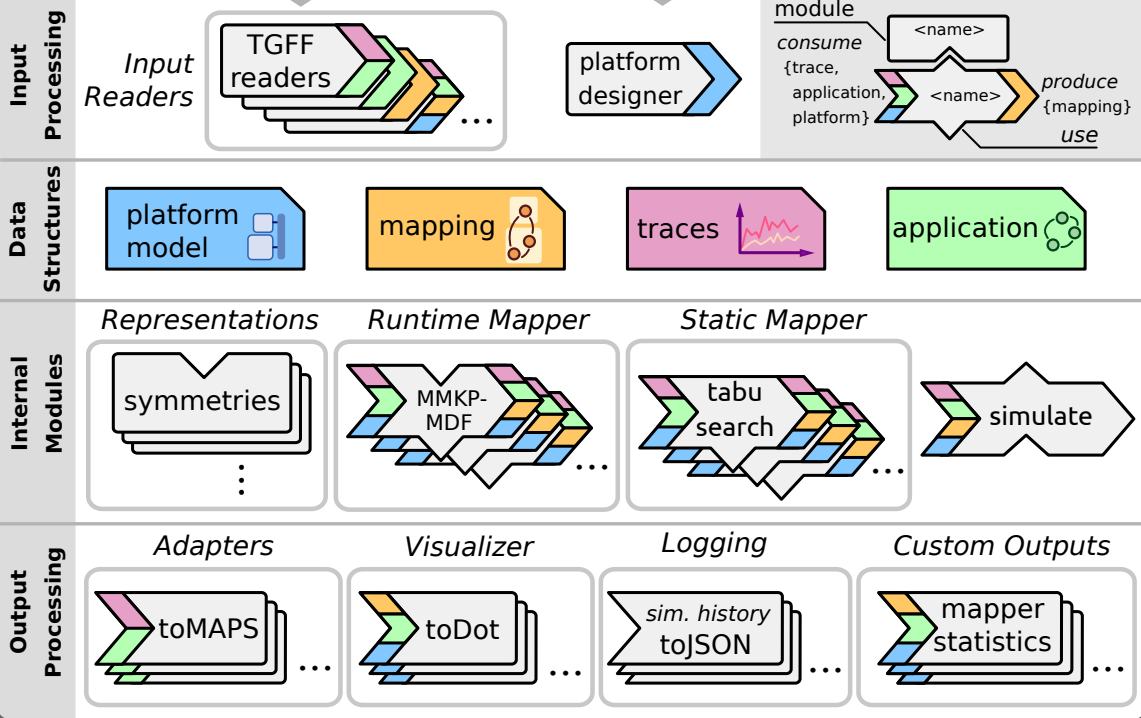 Input
Processing
Input
Readers
TGFF
readers
...
platform
designer
module
<name>
consume
{trace,
application,
platform}
<name>
produce
{mapping}
use
Data
Structures
platform
model
mapping
traces
application
Internal
Modules
Representations
symmetries
...
Runtime Mapper
MMKP-
MDF
...
Static Mapper
tabu
search
...
simulate
Output
Processing
Adapters
toMAPS
...
Visualizer
toDot
...
Logging
sim. history
toJSON
...
Custom Outputs
mapper
statistics
...